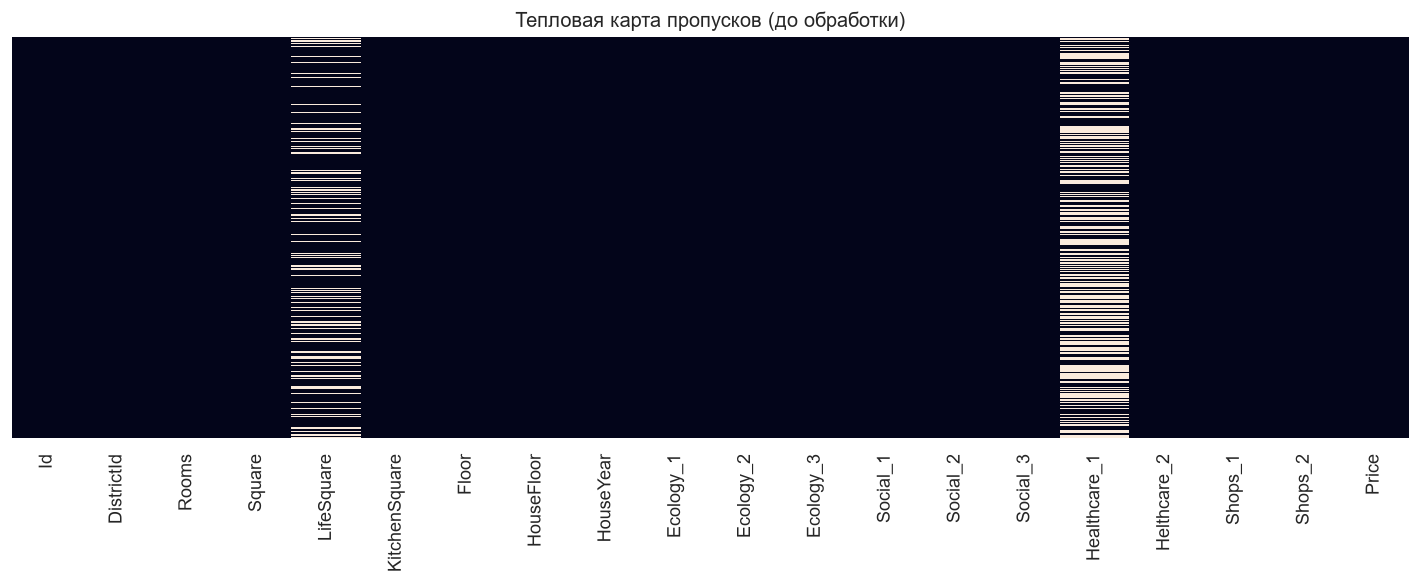 Тепловая карта пропусков (до обработки)
Id
DistrictId
Rooms
Square
LifeSquare
KitchenSquare
Floor
HouseFloor
HouseYear
Ecology_1
Ecology_2
Ecology_3
Social_1
Social_2
Social_3
Healthcare_1
Helthcare_2
Shops_1
Shops_2
Price